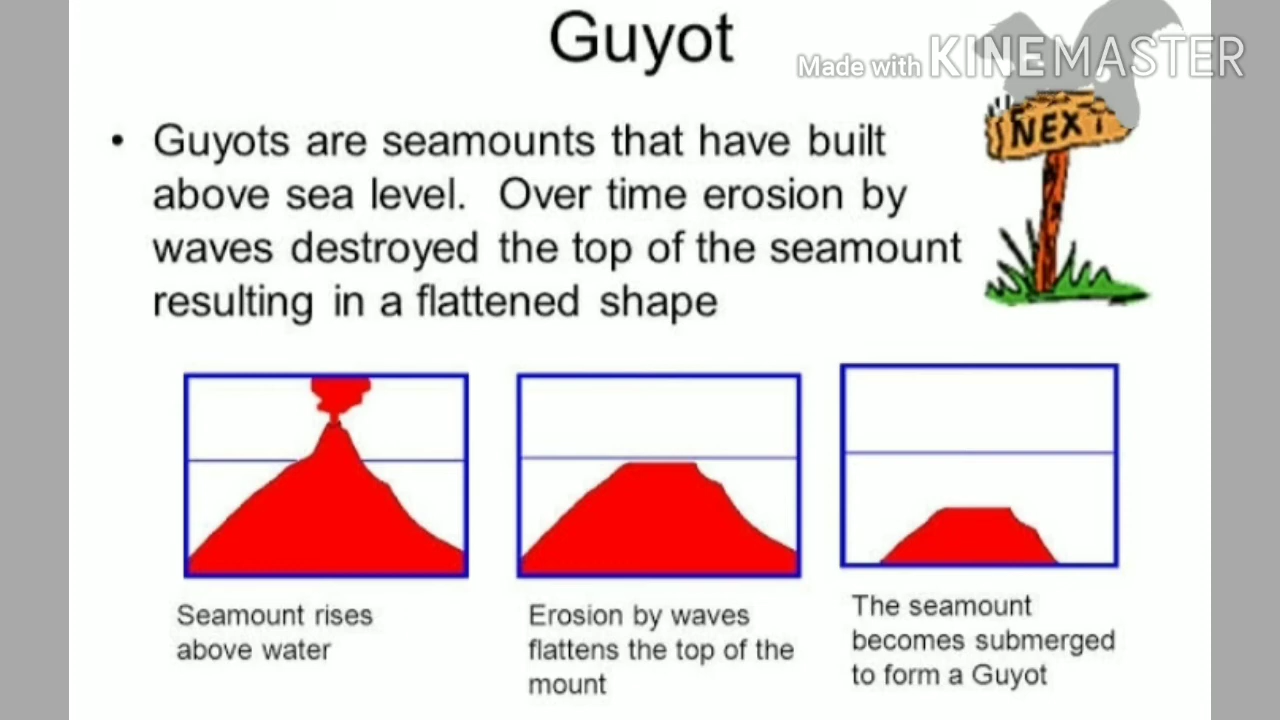 Guyot
Made with KINEMASTER
NEXT
• Guyots are seamounts that have built
above sea level. Over time erosion by
waves destroyed the top of the seamount
resulting in a flattened shape
Seamount rises
above water
Erosion by waves
flattens the top of the
mount
The seamount
becomes submerged
to form a Guyot